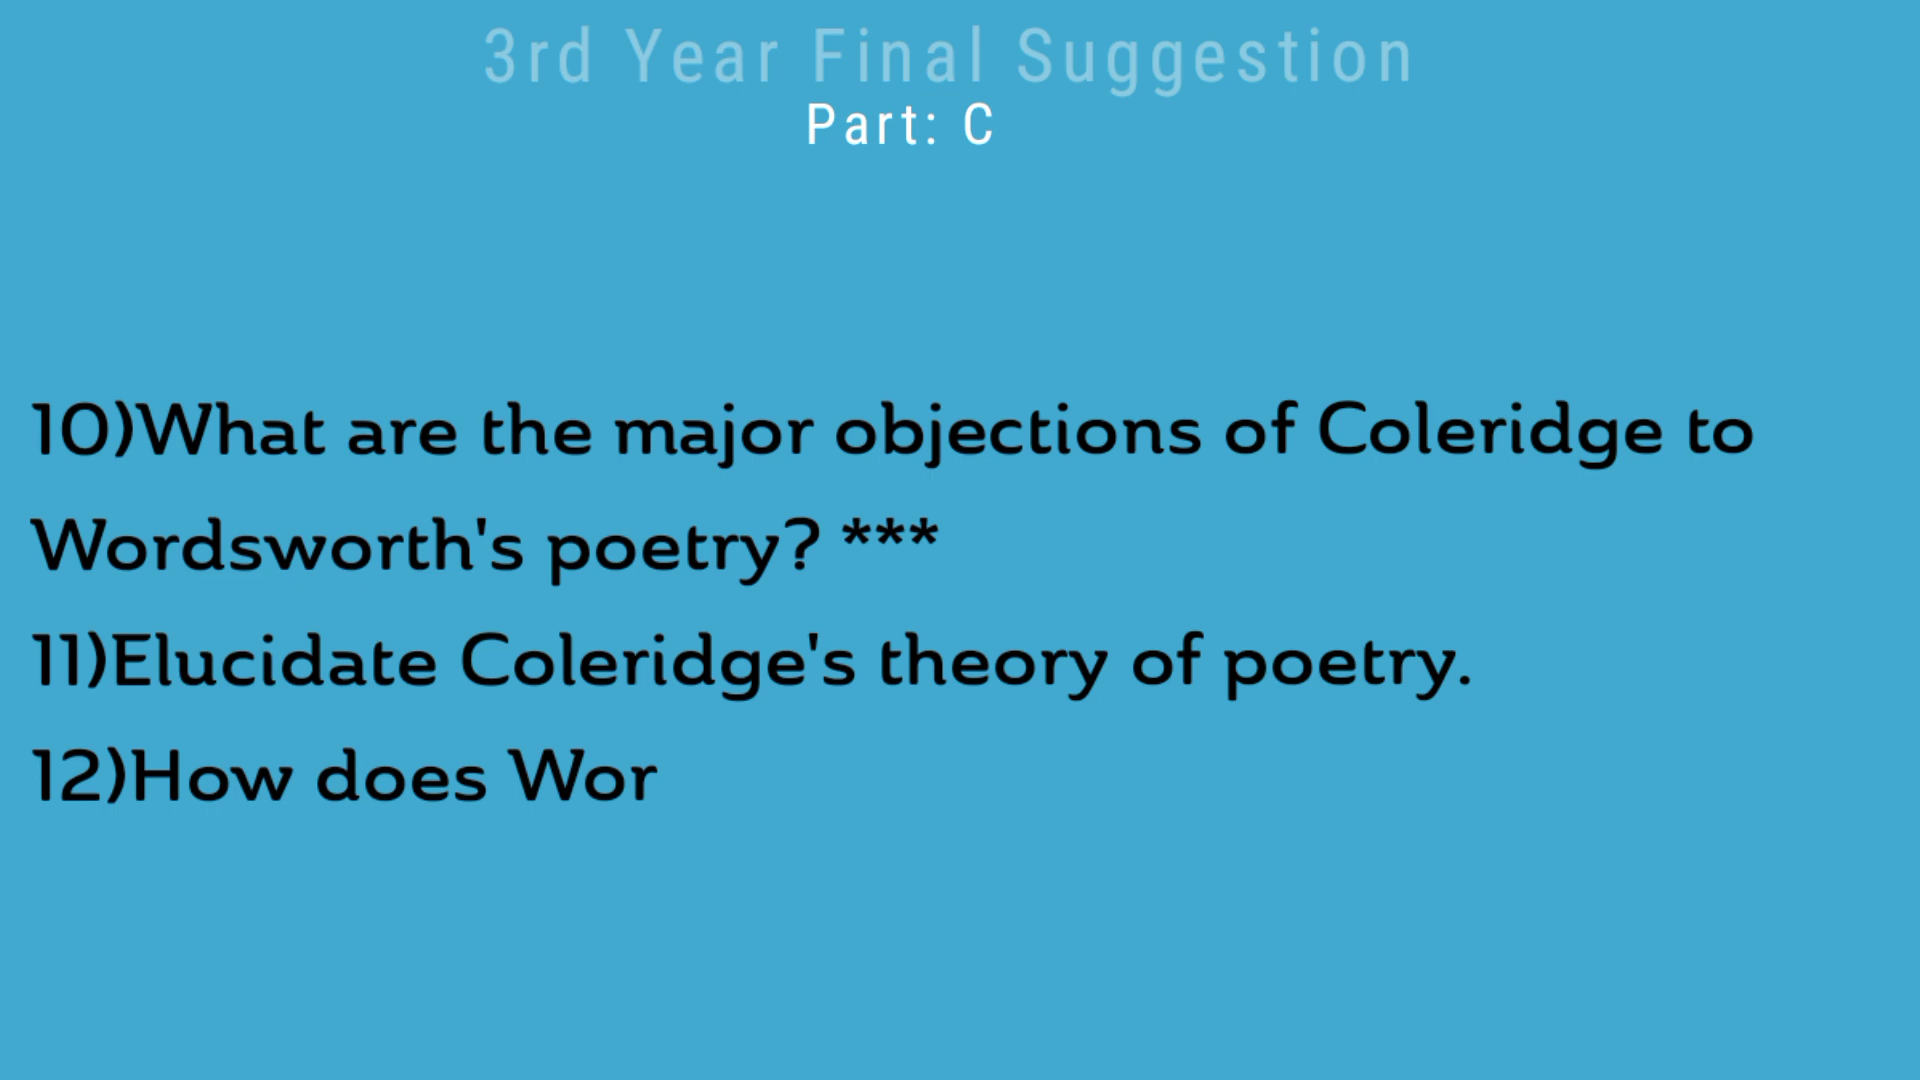 3rd Year Final Suggestion
Part: C
10)What are the major objections of Coleridge to
Wordsworth's poetry? ***
11)Elucidate Coleridge's theory of poetry.
12)How does Wor